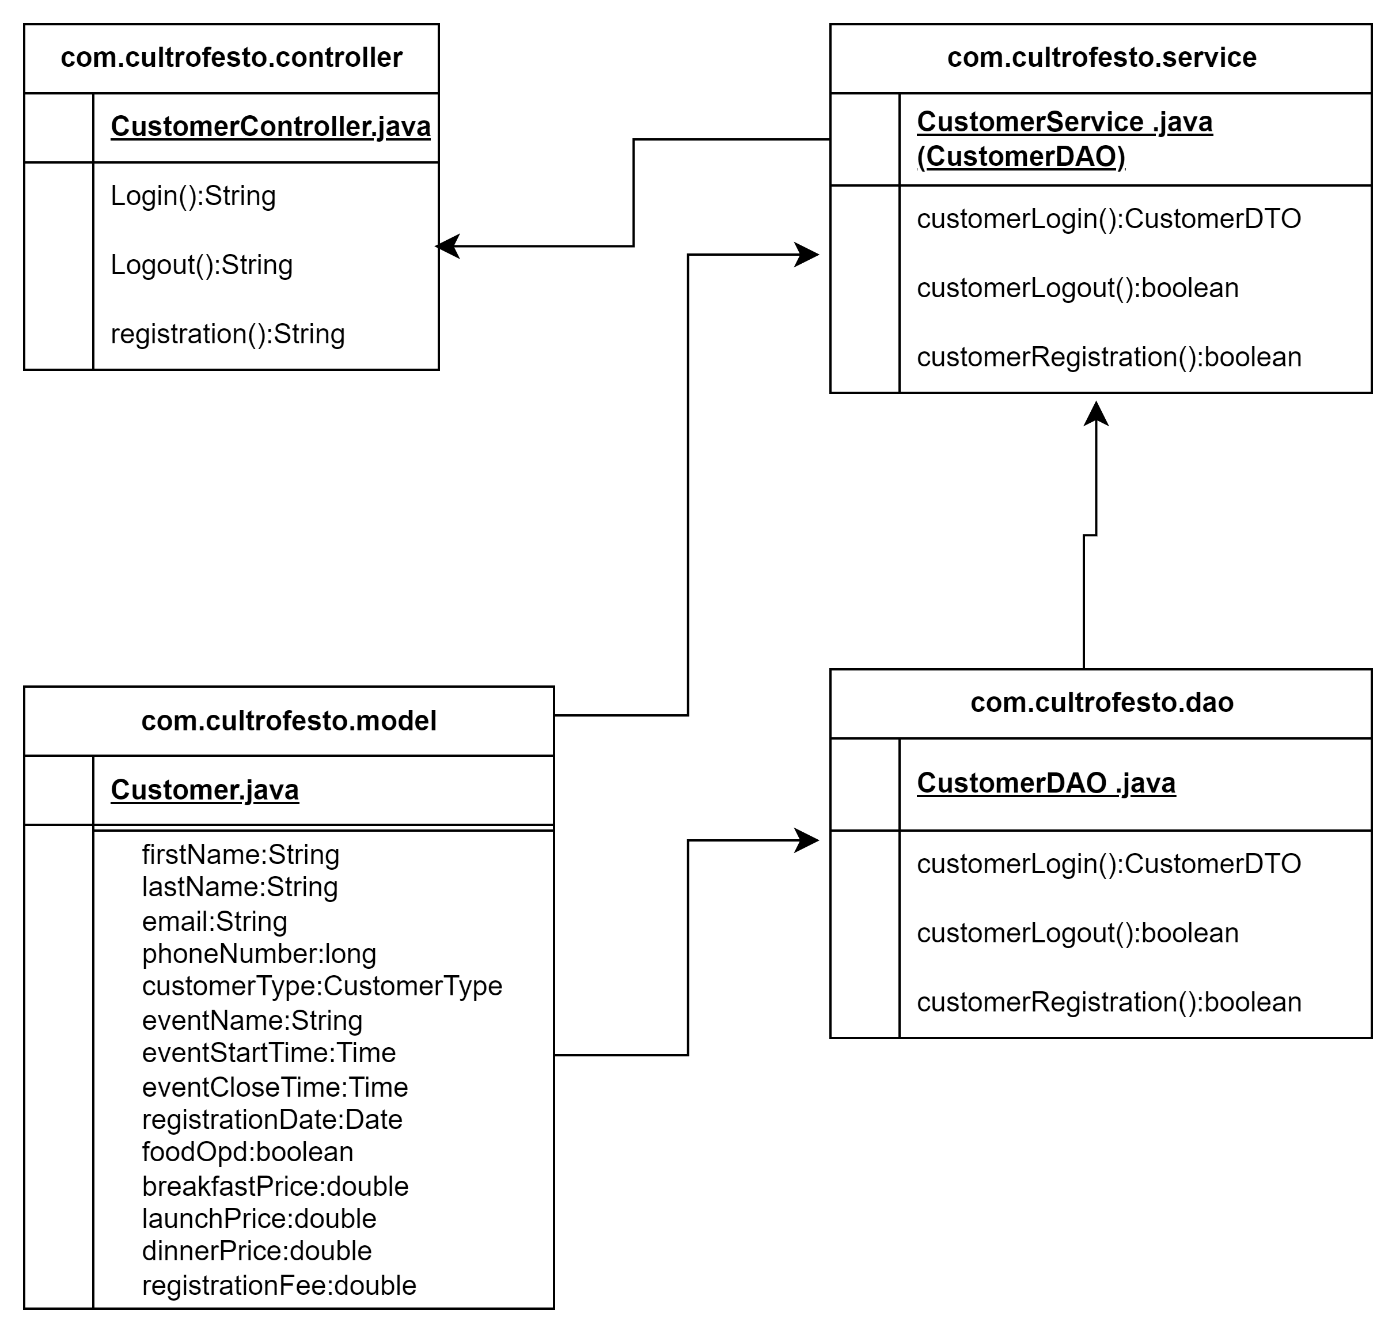 com.cultrofesto.controller
CustomerController.java
Login():String
Logout():String
registration():String
com.cultrofesto.service
CustomerService .java
(CustomerDAO)
customerLogin():CustomerDTO
customerLogout():boolean
customerRegistration():boolean
com.cultrofesto.model
Customer.java
firstName:String
lastName:String
email:String
phoneNumber:long
customerType:CustomerType
eventName:String
eventStartTime:Time
eventCloseTime:Time
registrationDate:Date
foodOpd:boolean
breakfastPrice:double
launchPrice:double
dinnerPrice:double
registrationFee:double
com.cultrofesto.dao
CustomerDAO .java
customerLogin():CustomerDTO
customerLogout():boolean
customerRegistration():boolean